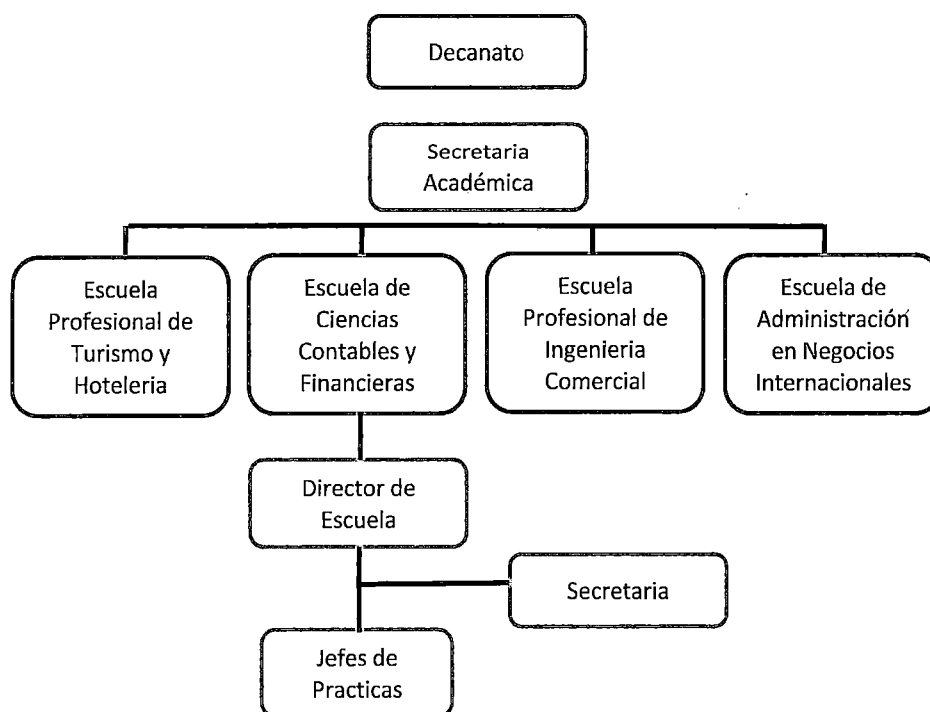 Decanato
Secretaria
Académica
Escuela
Profesional de
Turismo y
Hoteleria
Escuela de
Ciencias
Contables y
Financieras
Escuela
Profesional de
Ingenieria
Comercial
Escuela de
Administración
en Negocios
Internacionales
Director de
Escuela
Secretaria
Jefes de
Practicas